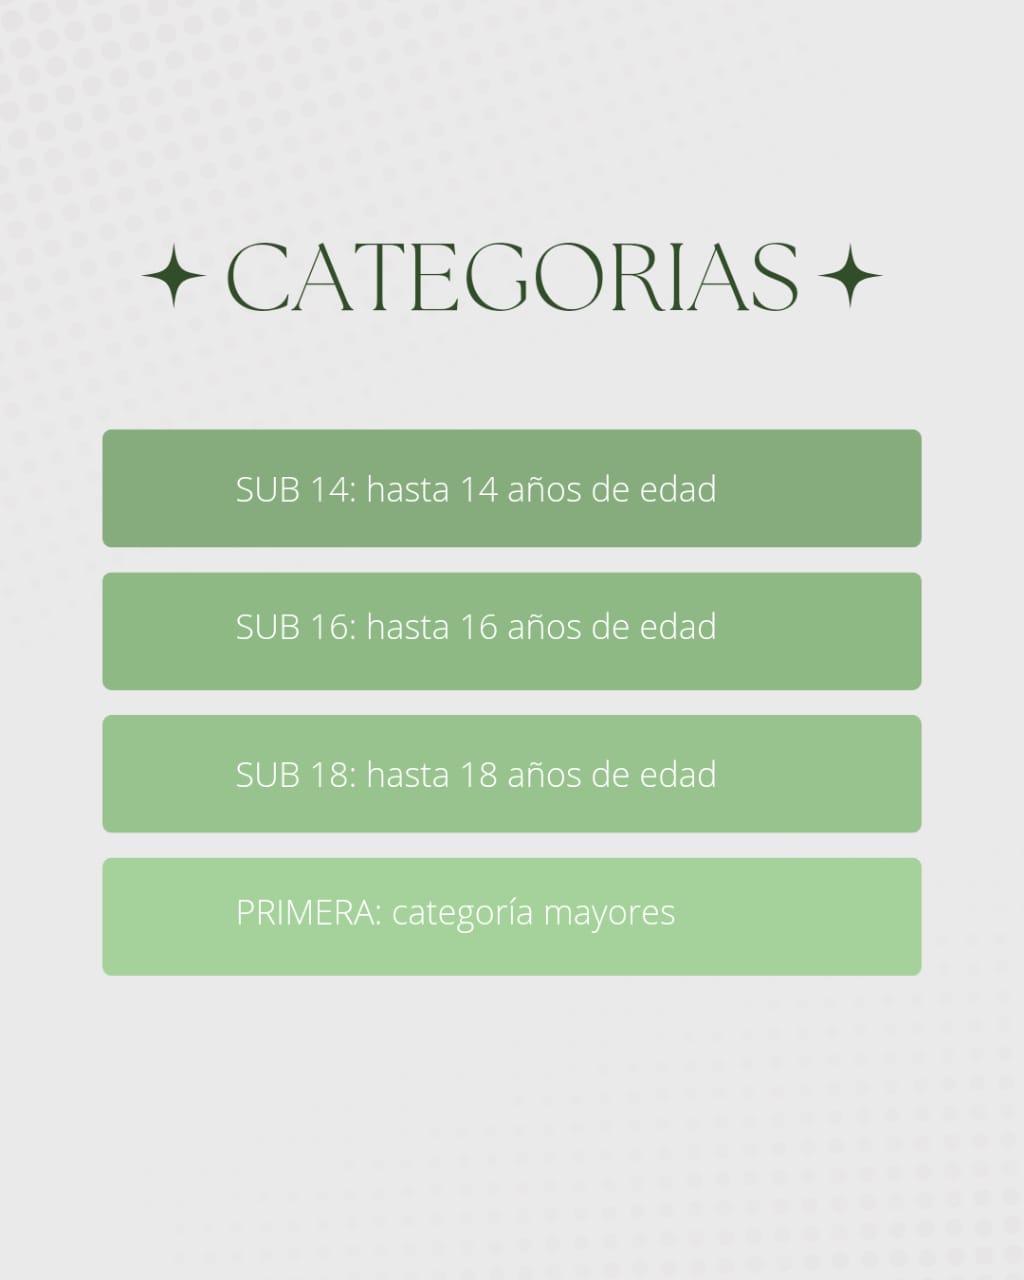 CATEGORIAS
SUB 14: hasta 14 años de edad
SUB 16: hasta 16 años de edad
SUB 18: hasta 18 años de edad
PRIMERA: categoría mayores